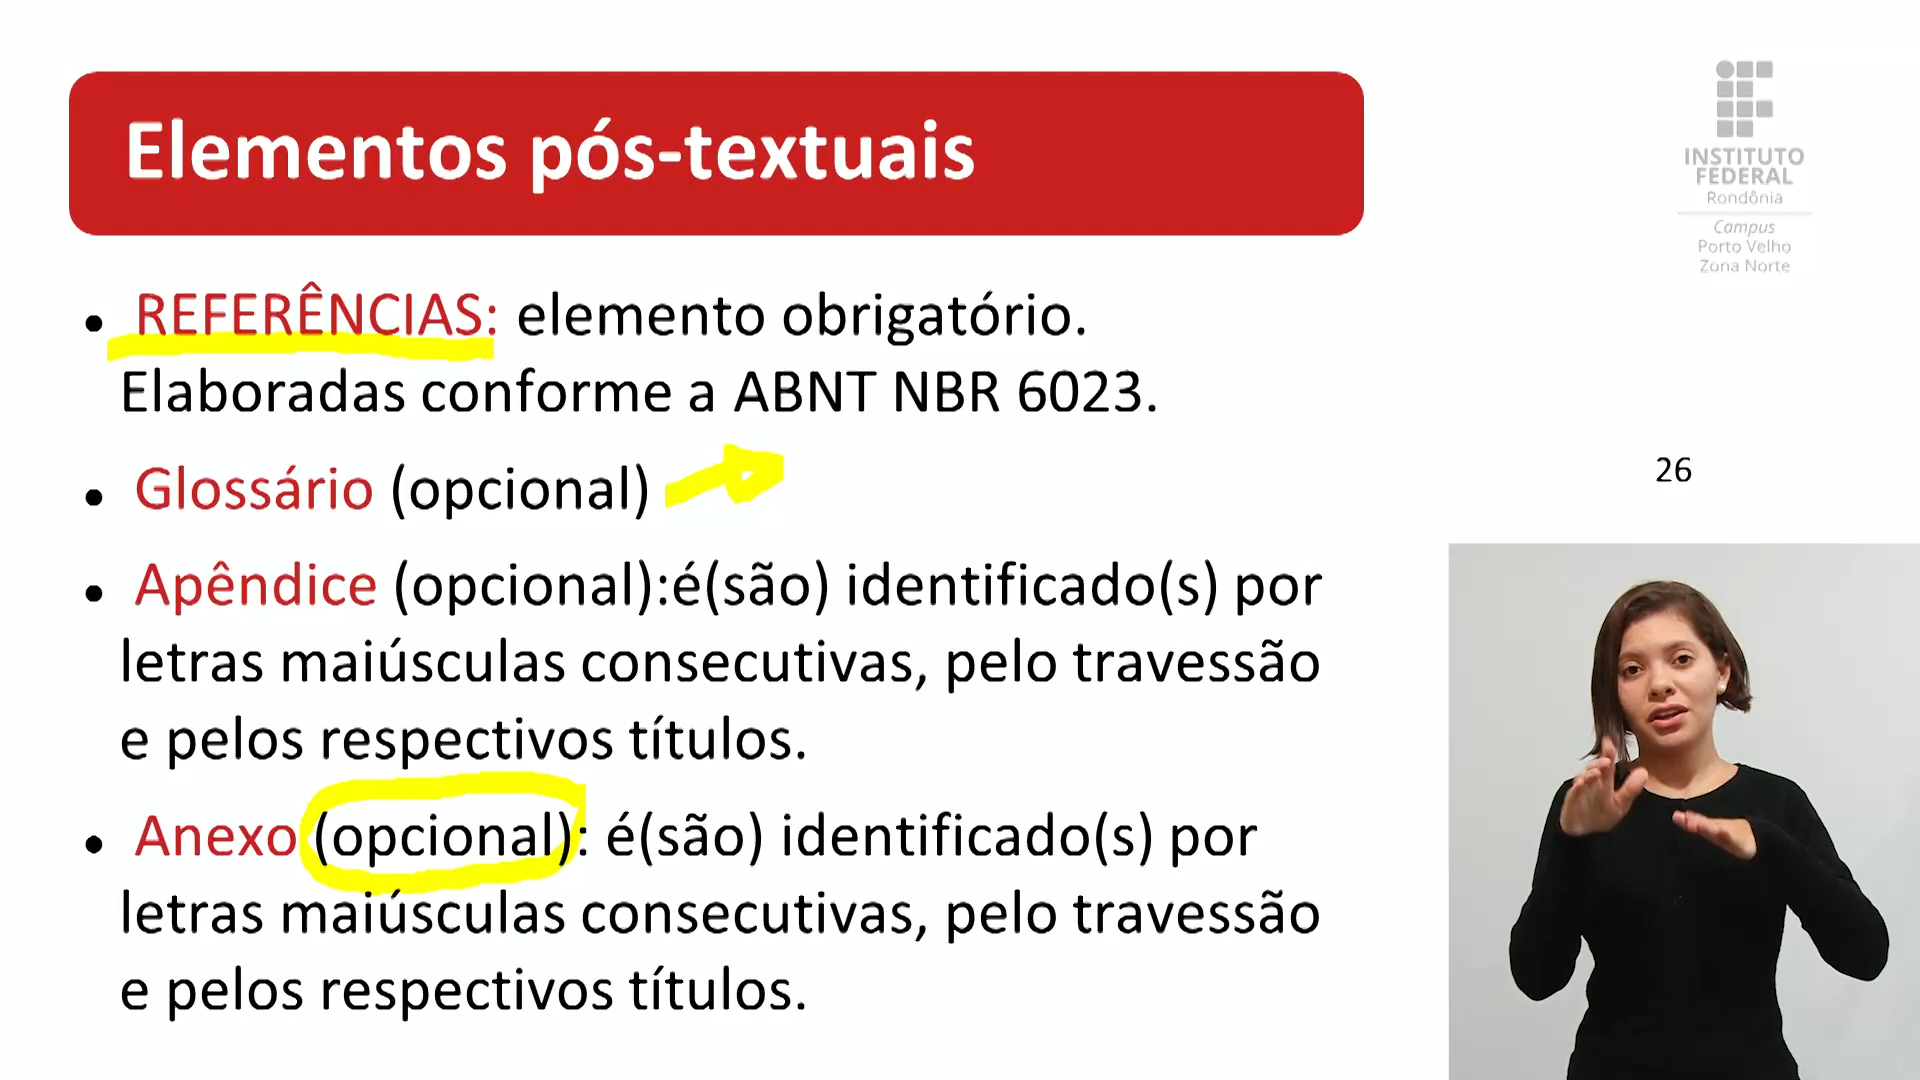 Elementos pós-textuais
INSTITUTO
FEDERAL
Rondônia
Campus
Porto Velho
Zona Norte
• REFERÊNCIAS: elemento obrigatório.
Elaboradas conforme a ABNT NBR 6023.
• Glossário (opcional)
26
• Apêndice (opcional):é(são) identificado(s) por
letras maiúsculas consecutivas, pelo travessão
e pelos respectivos títulos.
• Anexo (opcional): é(são) identificado(s) por
letras maiúsculas consecutivas, pelo travessão
e pelos respectivos títulos.